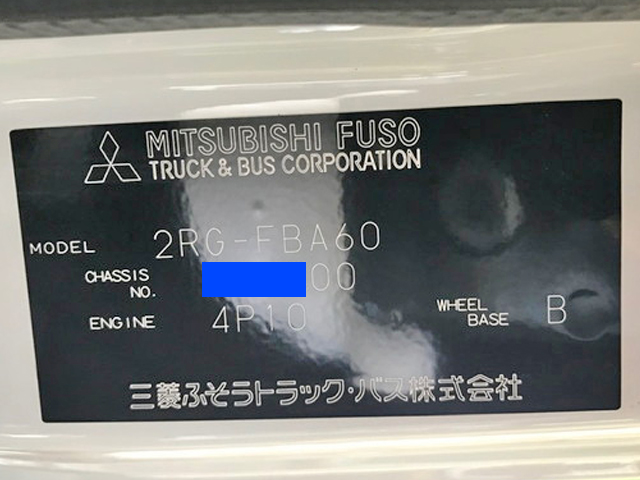 MITSUBISHI FUSO
TRUCK & BUS CORPORATION
MODEL 2RG-FBA60
CHASSIS NO. 00
ENGINE 4P10
WHEEL BASE B
三菱ふそうトラック・バス株式会社